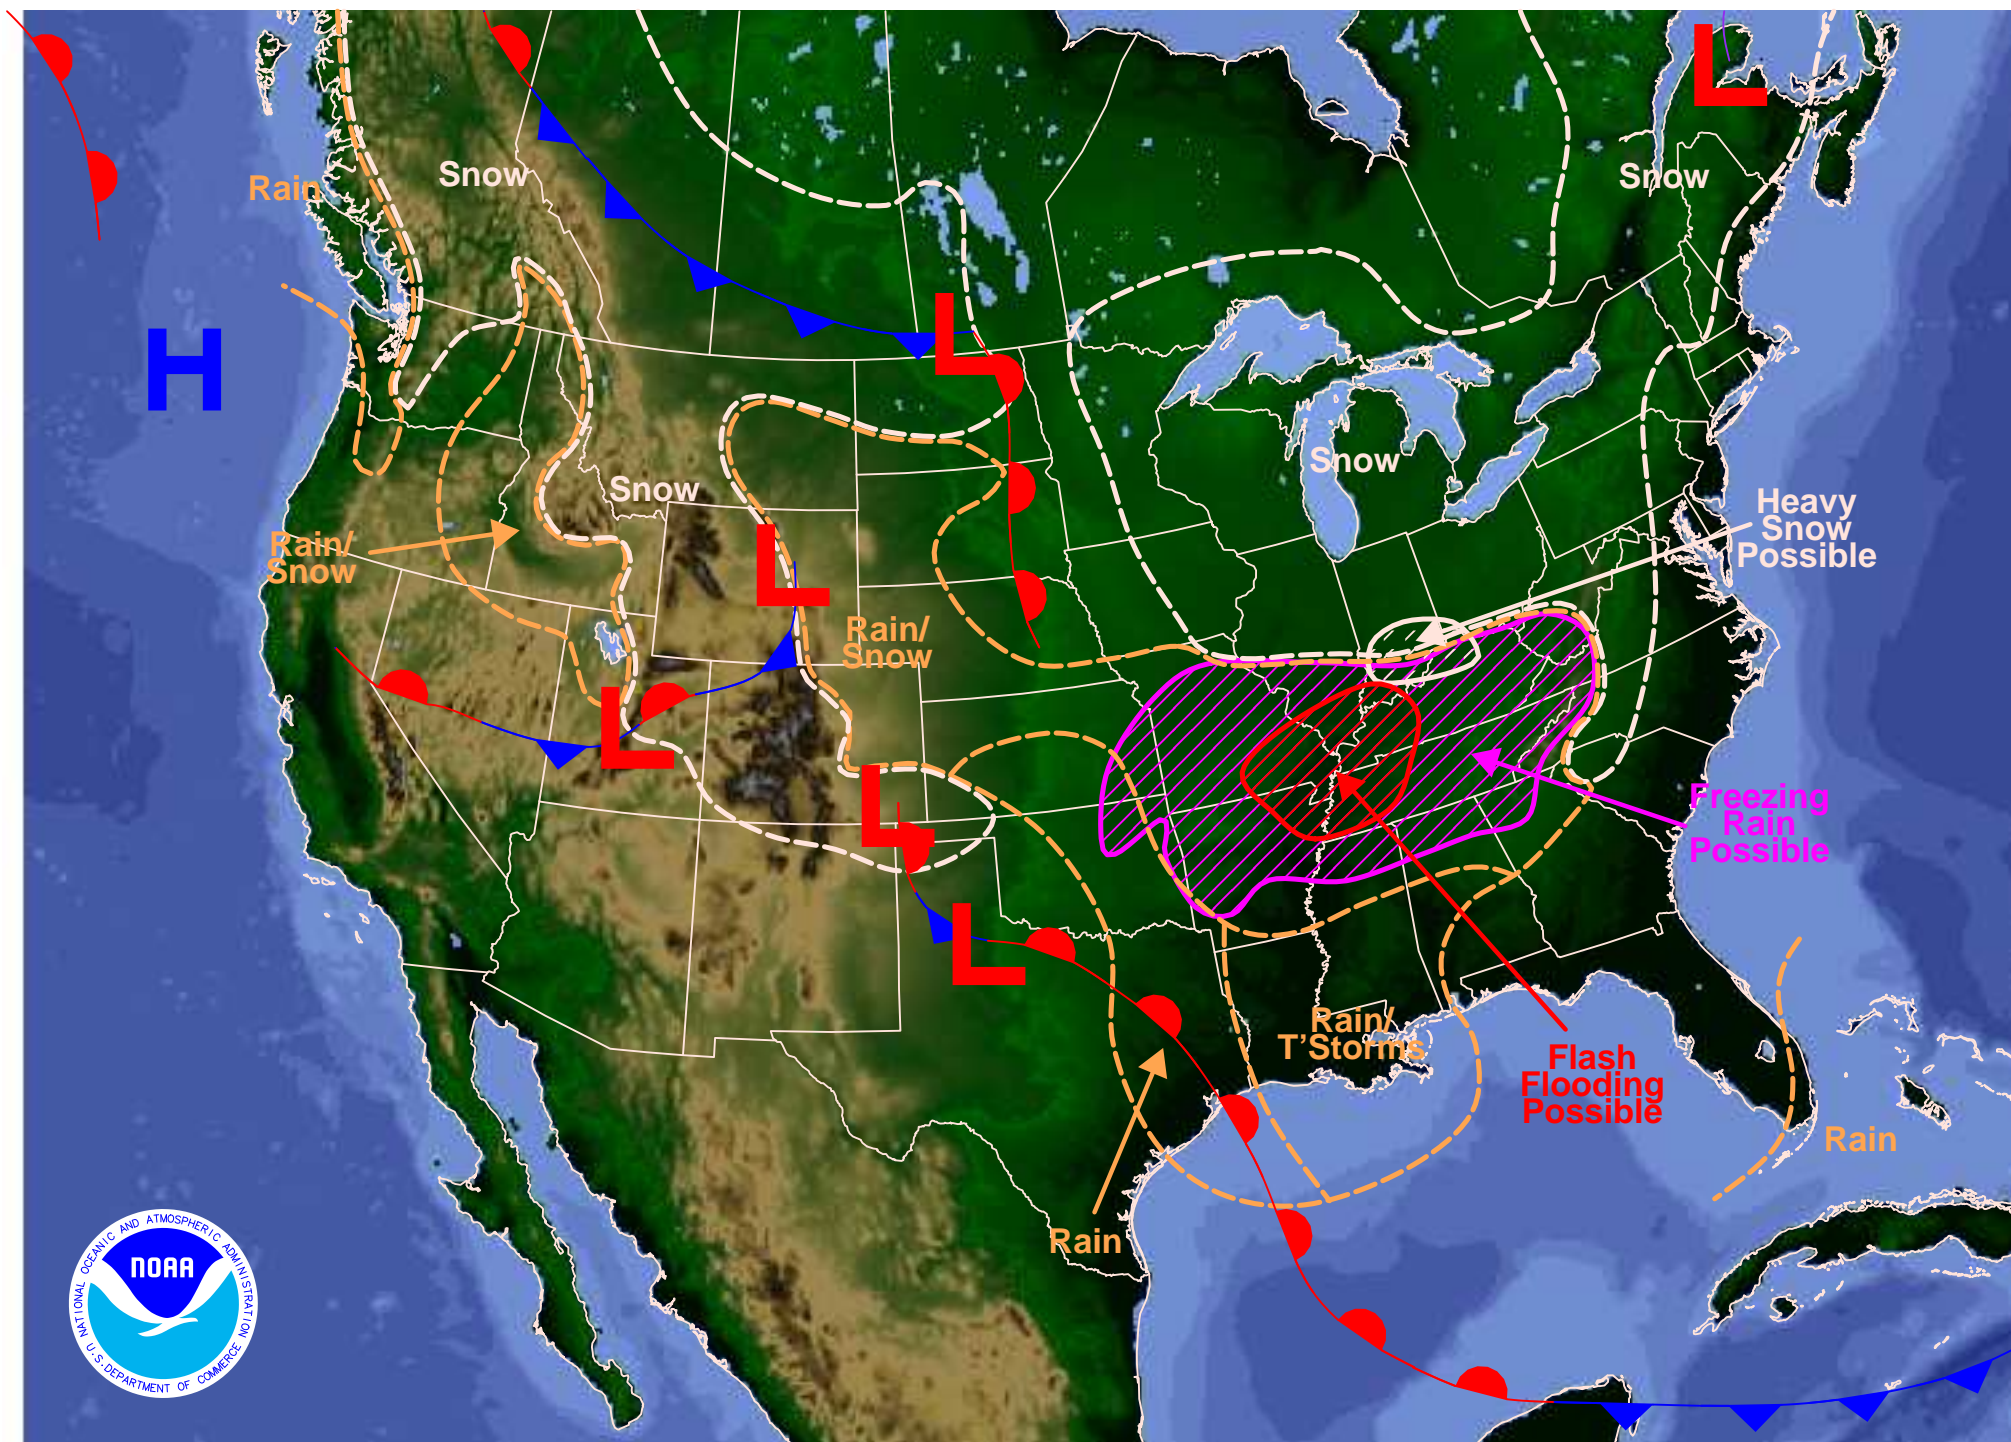 L
Snow
Snow
Rain
H
L
Snow
Snow
Heavy
Snow
Possible
Rain/
Snow
L
Rain/
Snow
L
L
Freezing
Rain
Possible
L
Rain/
T'Storms
Flash
Flooding
Possible
Rain
Rain
NATIONAL OCEANIC AND ATMOSPHERIC ADMINISTRATION
NOAA
U.S. DEPARTMENT OF COMMERCE